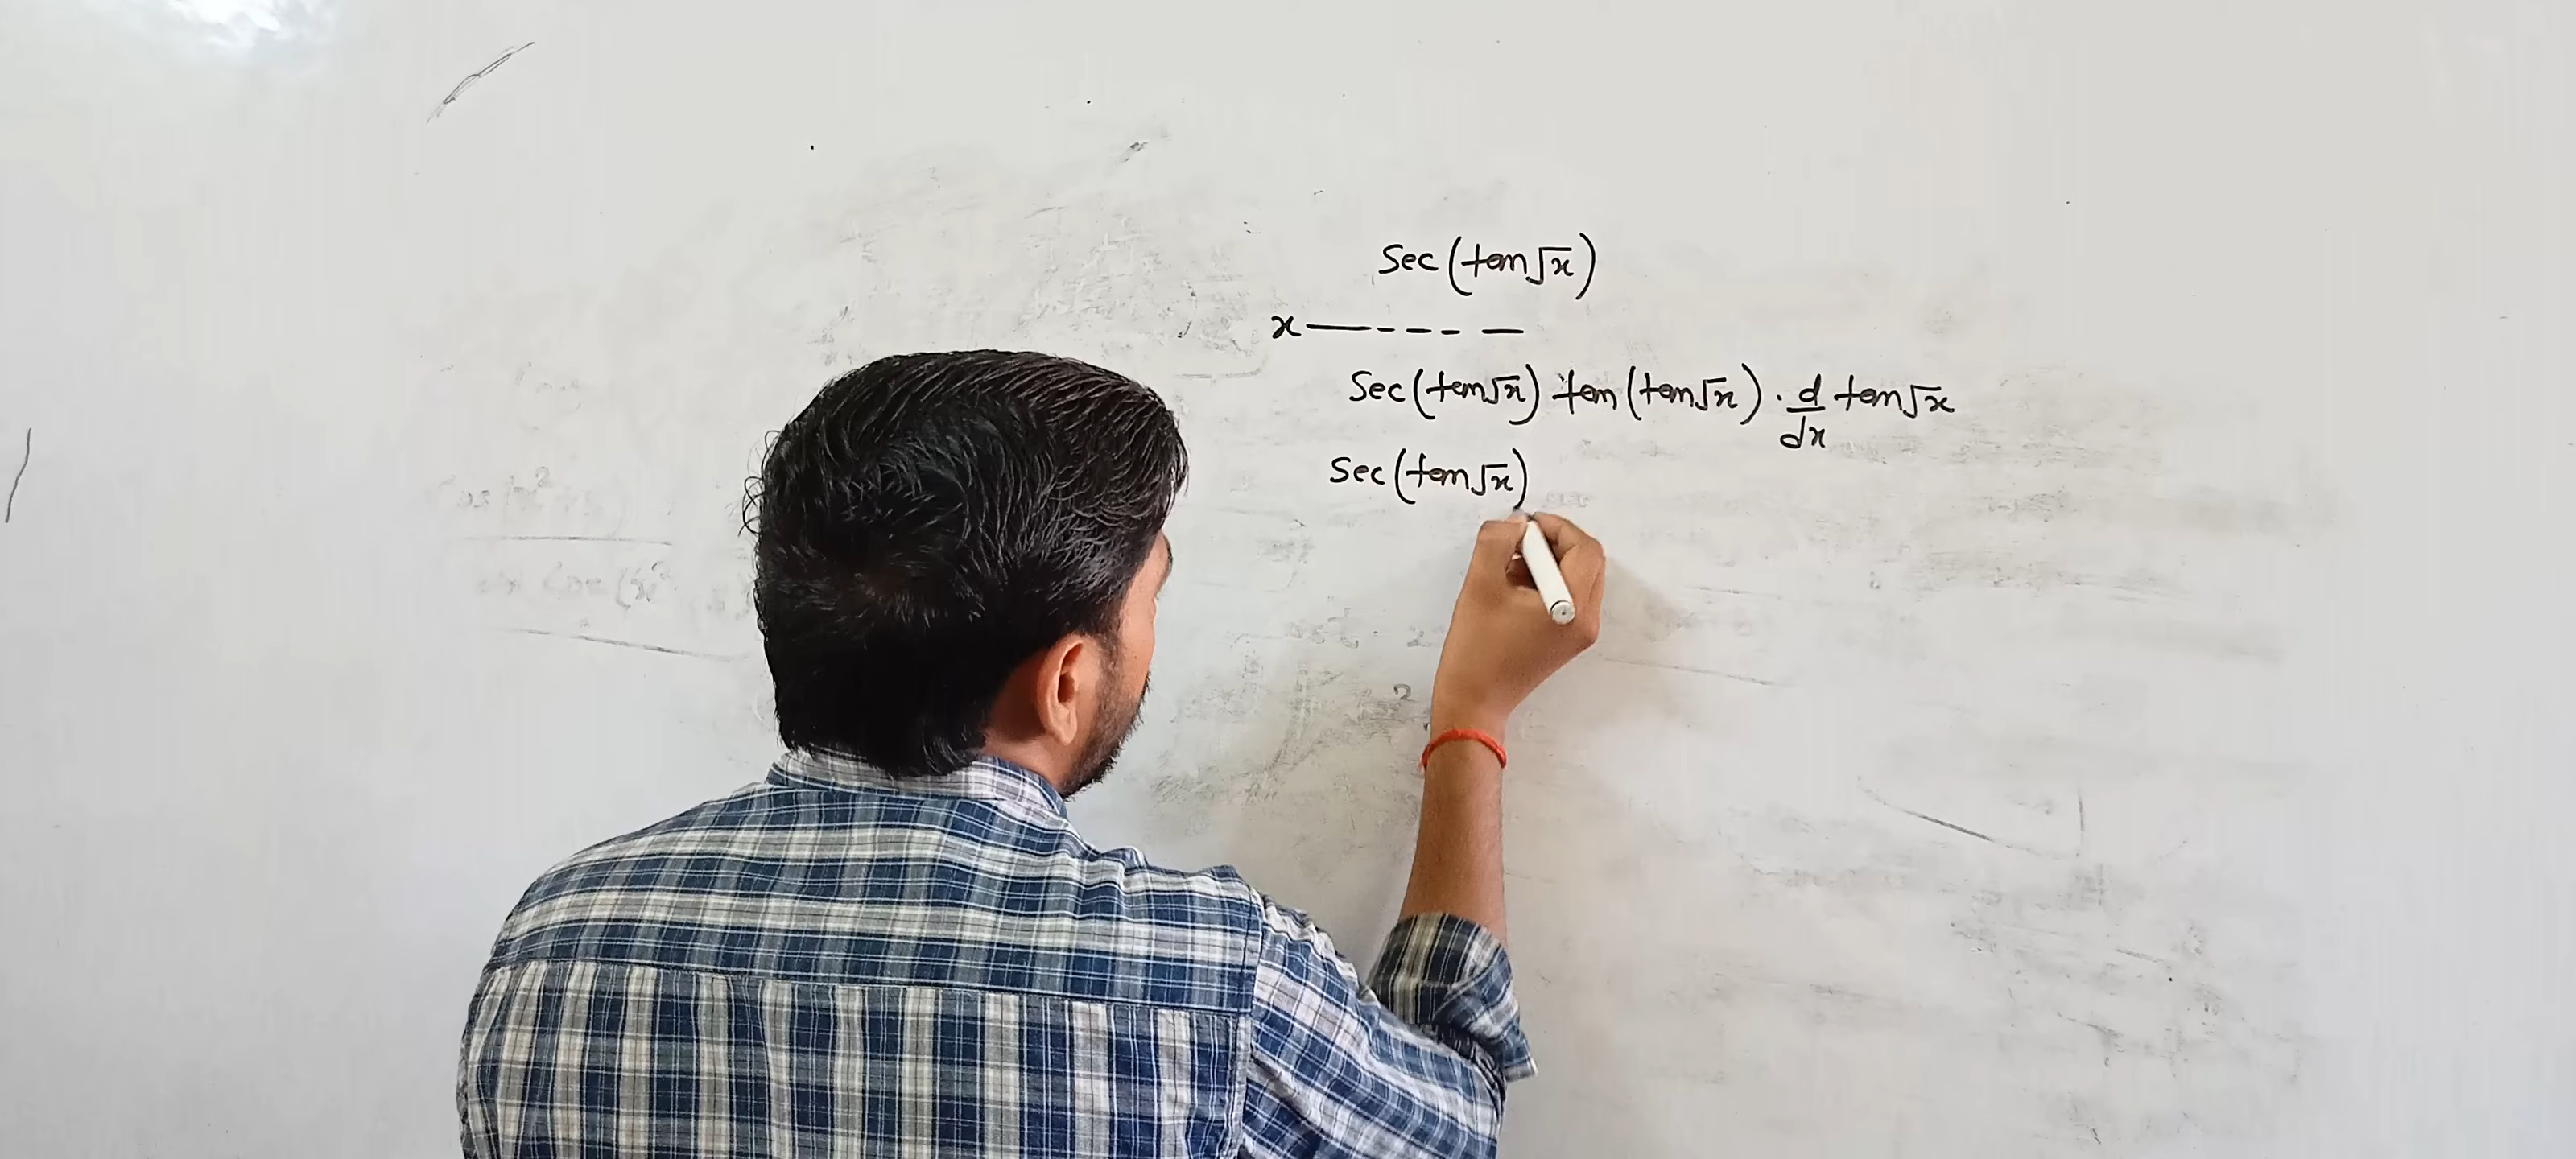 Sec(tan√x)
x — - - - —
Sec(tan√x) tan(tan√x) · d/dx tan√x
Sec(tan√x)